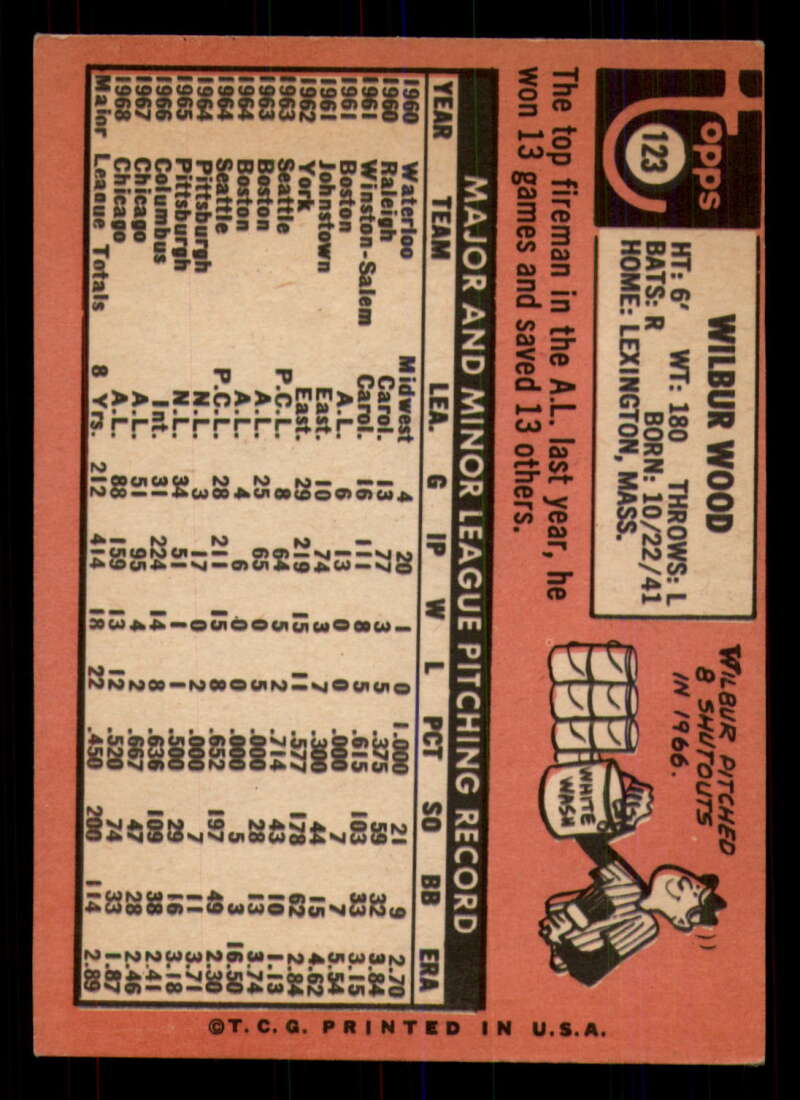 Topps
123
WILBUR WOOD
HT: 6' WT: 180 THROWS: L
BATS: R BORN: 10/22/41
HOME: LEXINGTON, MASS.
WILBUR PITCHED
8 SHUTOUTS
IN 1966.
WHITE
WASH
The top fireman in the A.L. last year, he
won 13 games and saved 13 others.
MAJOR AND MINOR LEAGUE PITCHING RECORD
YEAR TEAM LEA. G IP W L PCT SO BB ERA
1960 Waterloo Midwest 4 20 1 0 1.000 21 9 2.70
1960 Raleigh Carol. 13 77 3 5 .375 59 32 3.84
1961 Winston-Salem Carol. 16 111 8 5 .615 103 33 3.15
1961 Boston A.L. 6 13 0 0 .000 7 7 5.54
1961 Johnstown East. 10 74 3 7 .300 44 15 4.62
1962 York East. 29 219 15 11 .577 178 62 2.84
1963 Seattle P.C.L. 8 64 5 2 .714 43 10 1.13
1963 Boston A.L. 25 65 0 5 .000 28 13 3.74
1964 Boston A.L. 4 6 0 0 .000 5 3 16.50
1964 Seattle P.C.L. 28 211 15 8 .652 197 49 2.30
1964 Pittsburgh N.L. 3 17 0 2 .000 7 11 3.71
1965 Pittsburgh N.L. 34 51 1 1 .500 29 16 3.18
1966 Columbus Int. 31 224 14 8 .636 109 38 2.41
1967 Chicago A.L. 51 95 4 2 .667 47 28 2.46
1968 Chicago A.L. 88 159 13 12 .520 74 33 1.87
Major League Totals 8 Yrs. 212 414 18 22 .450 200 114 2.89
©T.C.G. PRINTED IN U.S.A.